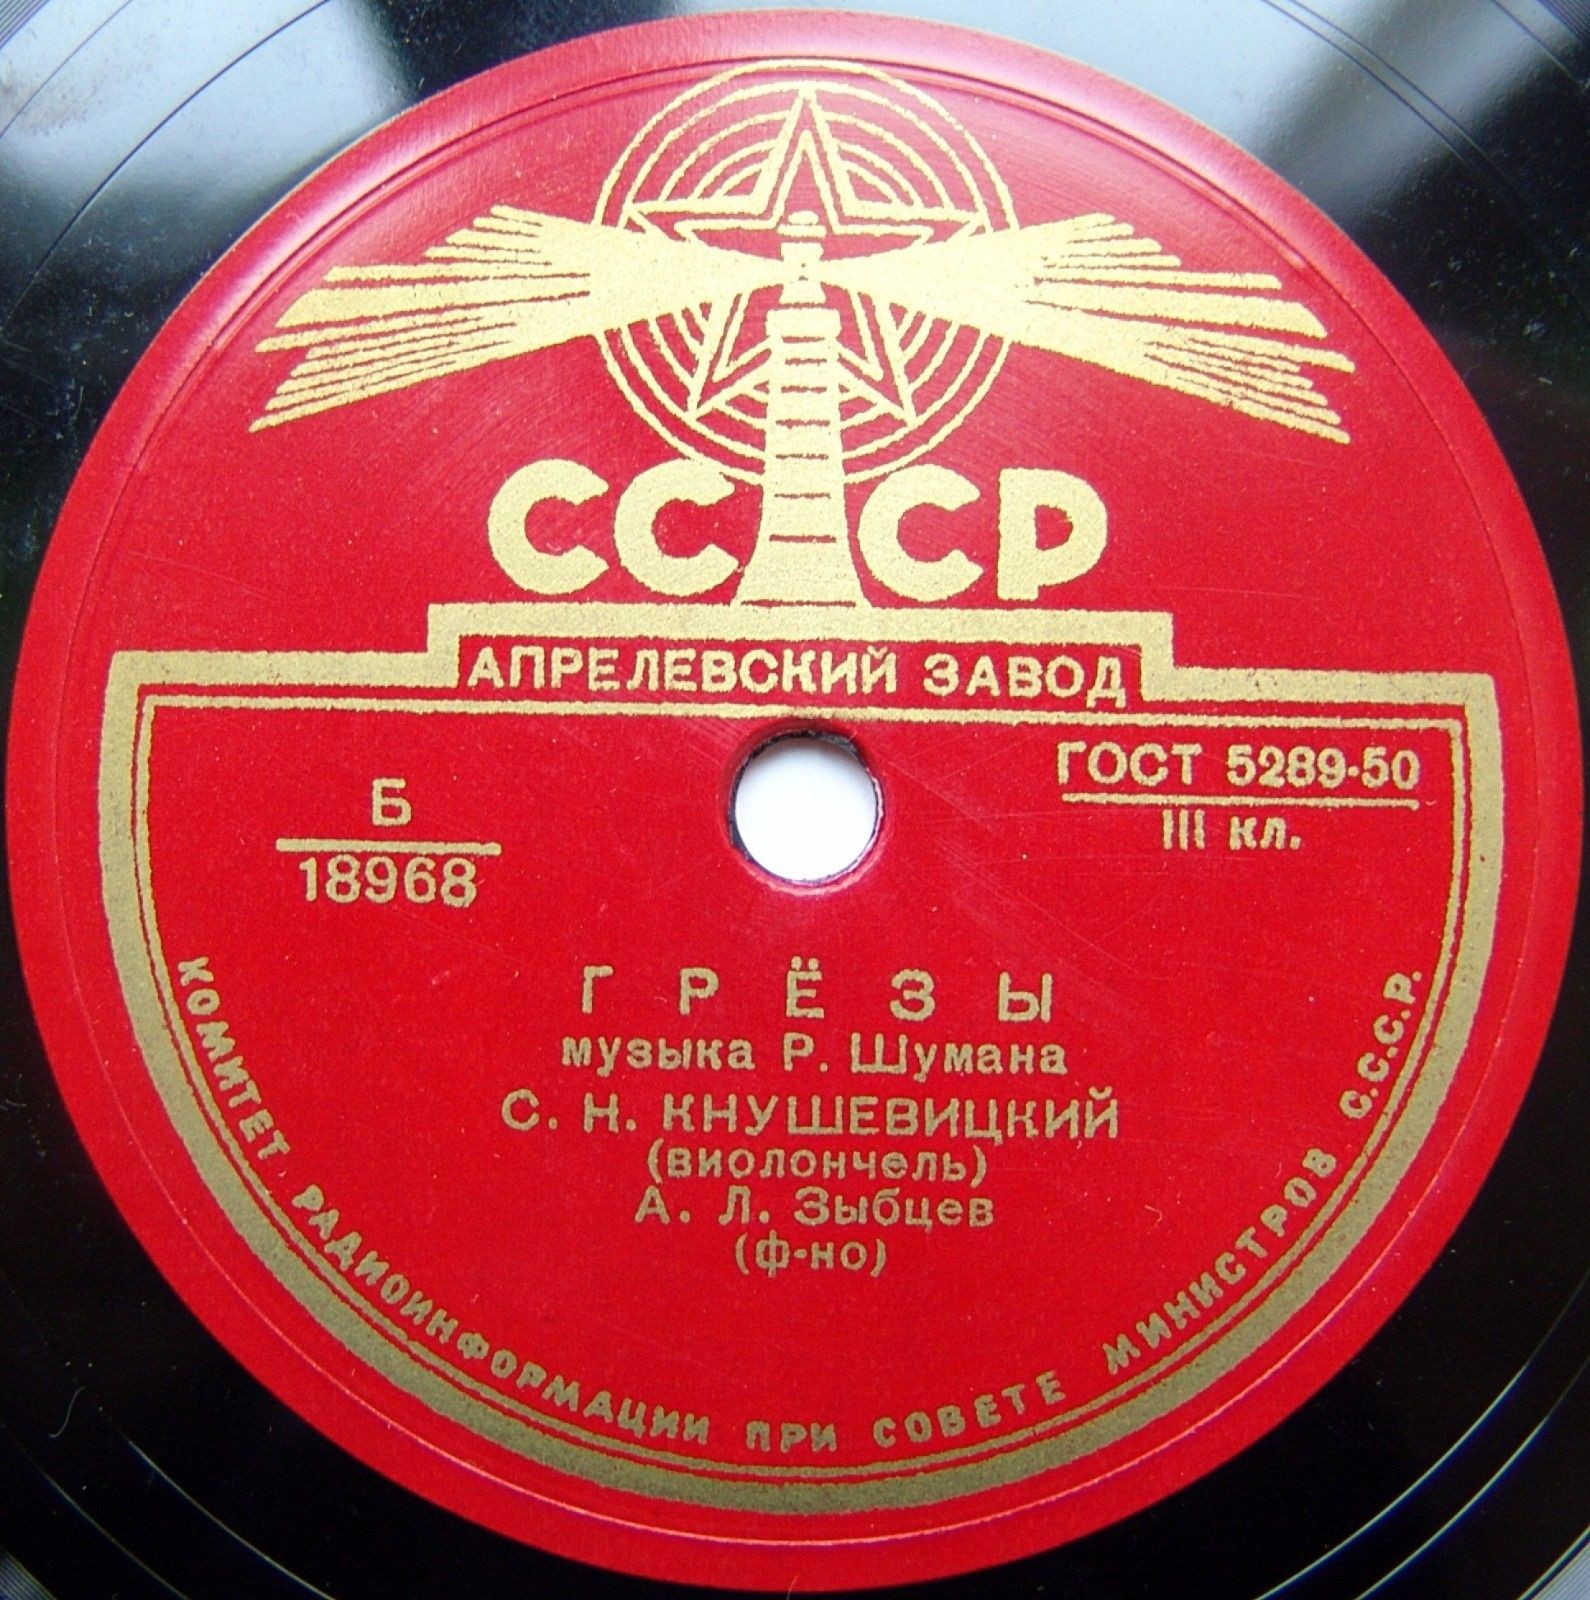 СССР
АПРЕЛЕВСКИЙ ЗАВОД
ГОСТ 5289-50
III кл.
Б
18968
ГРЁЗЫ
музыка Р. Шумана
С. Н. КНУШЕВИЦКИЙ
(виолончель)
А. Л. Зыбцев
(ф-но)
КОМИТЕТ РАДИОИНФОРМАЦИИ ПРИ СОВЕТЕ МИНИСТРОВ С.С.С.Р.